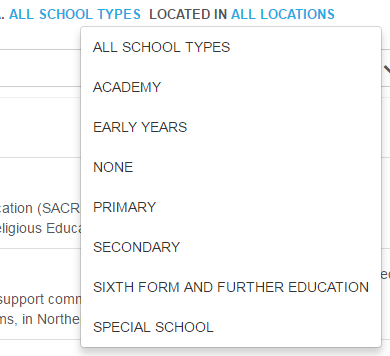 . ALL SCHOOL TYPES LOCATED IN ALL LOCATIONS
ALL SCHOOL TYPES
ACADEMY
EARLY YEARS
NONE
PRIMARY
SECONDARY
SIXTH FORM AND FURTHER EDUCATION
SPECIAL SCHOOL
cation (SACR
eligious Educa
support comm
ms, in Northe